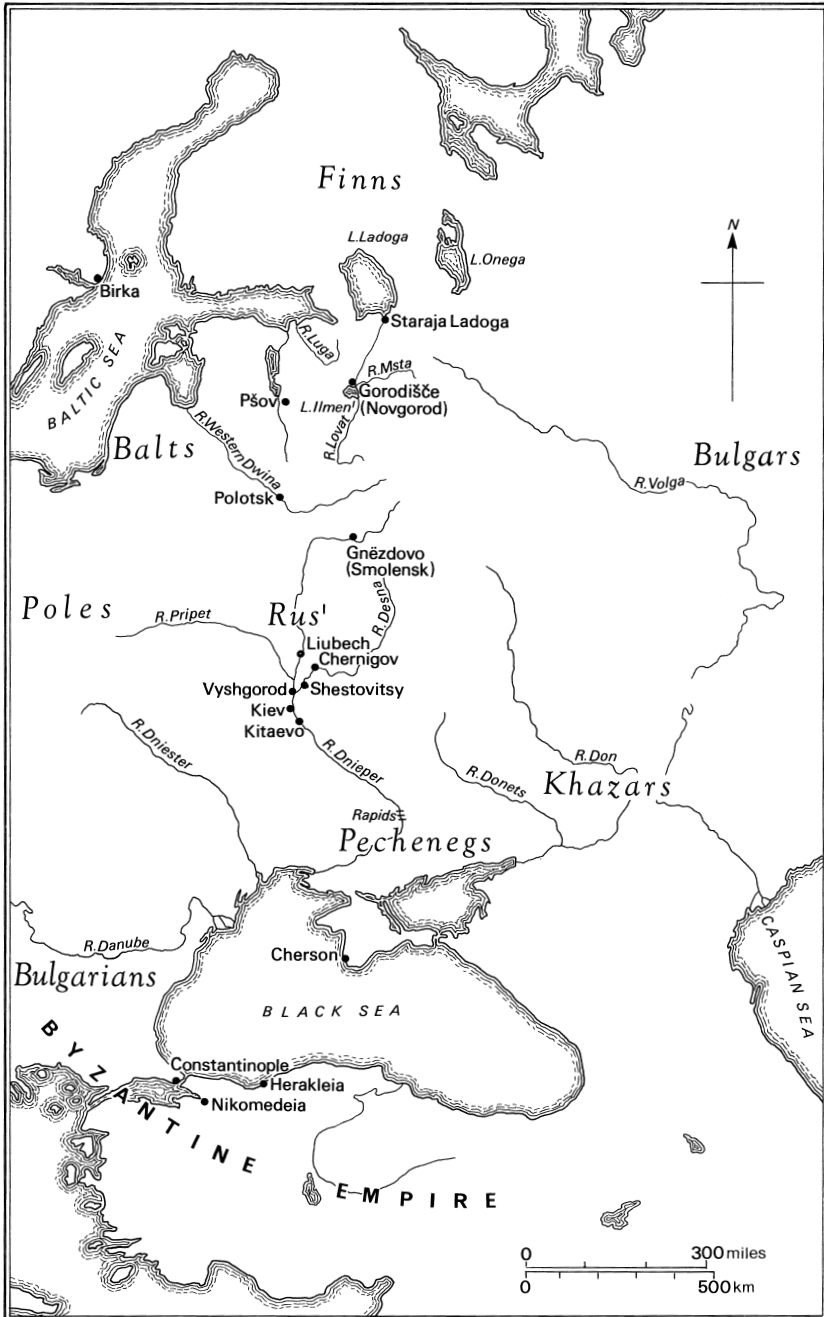 Finns
N
L.Ladoga
L.Onega
Birka
Staraja Ladoga
R.Luga
BALTIC SEA
R.Msta
Gorodišče
(Novgorod)
Pšov
L.Ilmen'
R.Lovat
Balts
R.Western Dwina
Bulgars
R.Volga
Polotsk
Gnëzdovo
(Smolensk)
Poles
R.Pripet
Rus'
R.Desna
Liubech
Chernigov
Vyshgorod
Shestovitsy
Kiev
Kitaevo
R.Dniester
R.Dnieper
R.Don
R.Donets
Khazars
Rapids
Pechenegs
R.Danube
Cherson
CASPIAN SEA
Bulgarians
BLACK SEA
BYZANTINE EMPIRE
Constantinople
Herakleia
Nikomedeia
0 300 miles
0 500 km